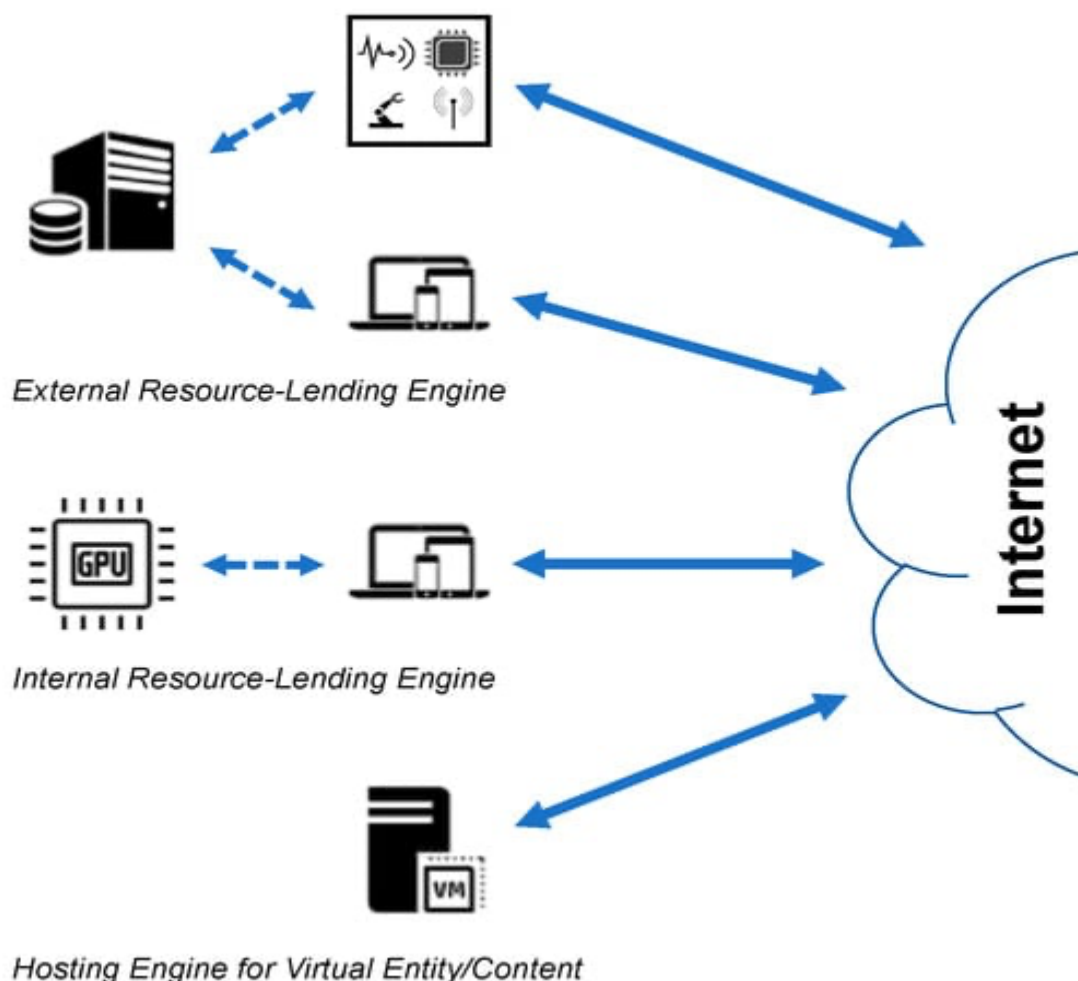 External Resource-Lending Engine
Internet
GPU
Internal Resource-Lending Engine
VM
Hosting Engine for Virtual Entity/Content